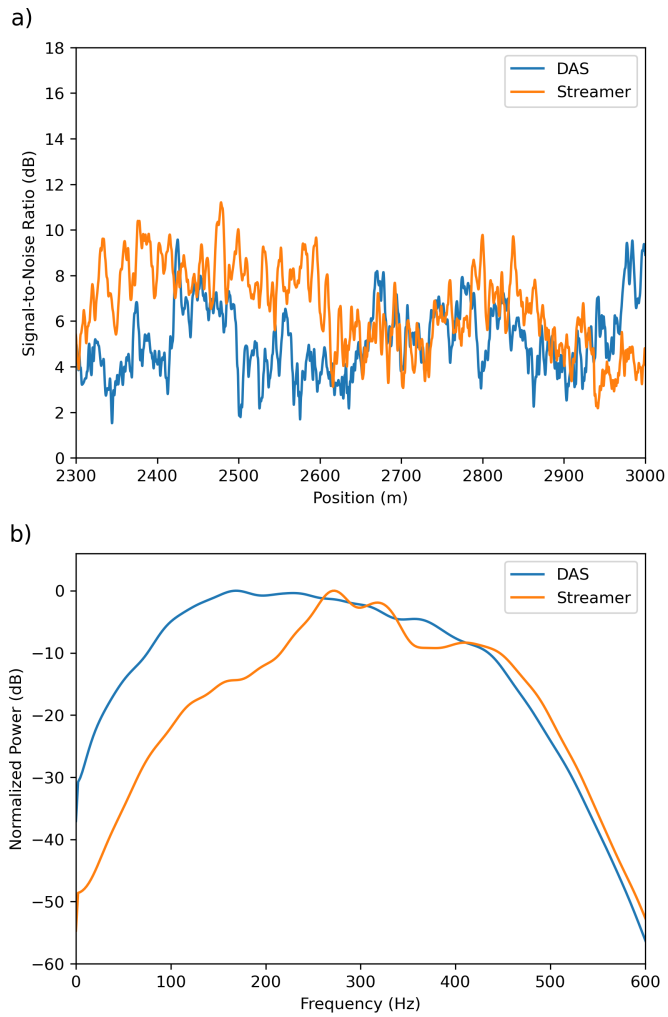 a)
18
16
14
12
10
8
6
4
2
0
Signal-to-Noise Ratio (dB)
DAS
Streamer
2300 2400 2500 2600 2700 2800 2900 3000
Position (m)
b)
0
−10
−20
−30
−40
−50
−60
Normalized Power (dB)
DAS
Streamer
0 100 200 300 400 500 600
Frequency (Hz)